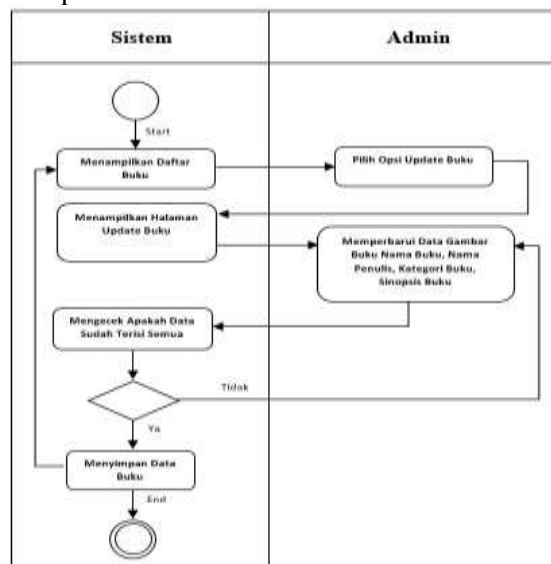 Sistem
Admin
Start
Menampilkan Daftar
Buku
Pilih Opsi Update Buku
Menampilkan Halaman
Update Buku
Memperbarui Data Gambar
Buku Nama Buku, Nama
Penulis, Kategori Buku,
Sinopsis Buku
Mengecek Apakah Data
Sudah Terisi Semua
Tidak
Ya
Menyimpan Data
Buku
End